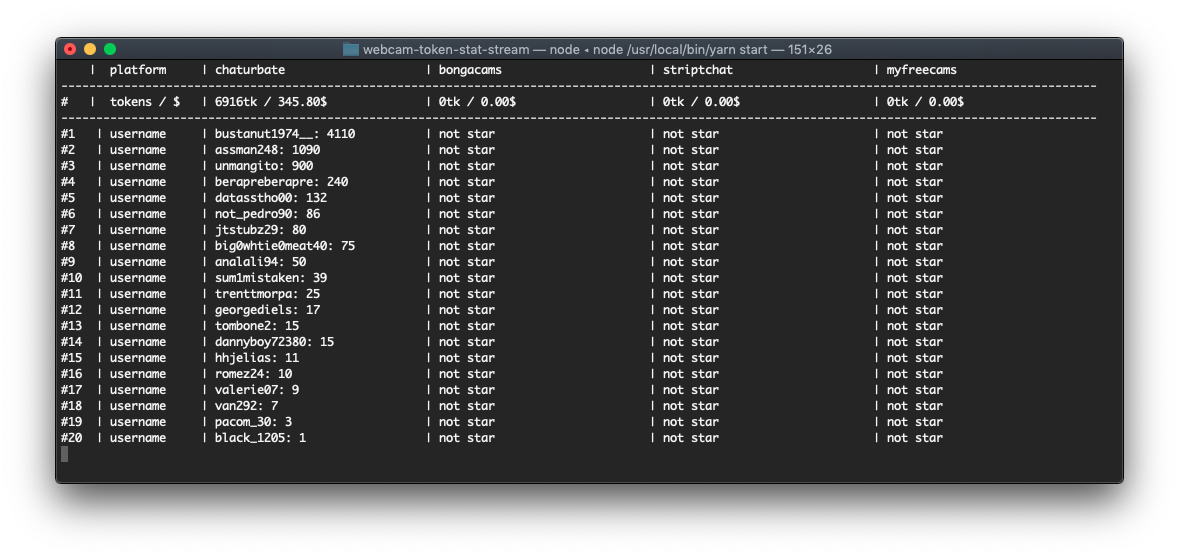 webcam-token-stat-stream — node ◂ node /usr/local/bin/yarn start — 151×26
| platform | chaturbate | bongacams | striptchat | myfreecams
# | tokens / $ | 6916tk / 345.80$ | 0tk / 0.00$ | 0tk / 0.00$ | 0tk / 0.00$
#1 | username | bustanut1974__: 4110 | not star | not star | not star
#2 | username | assman248: 1090 | not star | not star | not star
#3 | username | unmangito: 900 | not star | not star | not star
#4 | username | berapreberapre: 240 | not star | not star | not star
#5 | username | datasstho00: 132 | not star | not star | not star
#6 | username | not_pedro90: 86 | not star | not star | not star
#7 | username | jtstubz29: 80 | not star | not star | not star
#8 | username | big0whtie0meat40: 75 | not star | not star | not star
#9 | username | analali94: 50 | not star | not star | not star
#10 | username | sum1mistaken: 39 | not star | not star | not star
#11 | username | trenttmorpa: 25 | not star | not star | not star
#12 | username | georgediels: 17 | not star | not star | not star
#13 | username | tombone2: 15 | not star | not star | not star
#14 | username | dannyboy72380: 15 | not star | not star | not star
#15 | username | hhjelias: 11 | not star | not star | not star
#16 | username | romez24: 10 | not star | not star | not star
#17 | username | valerie07: 9 | not star | not star | not star
#18 | username | van292: 7 | not star | not star | not star
#19 | username | pacom_30: 3 | not star | not star | not star
#20 | username | black_1205: 1 | not star | not star | not star